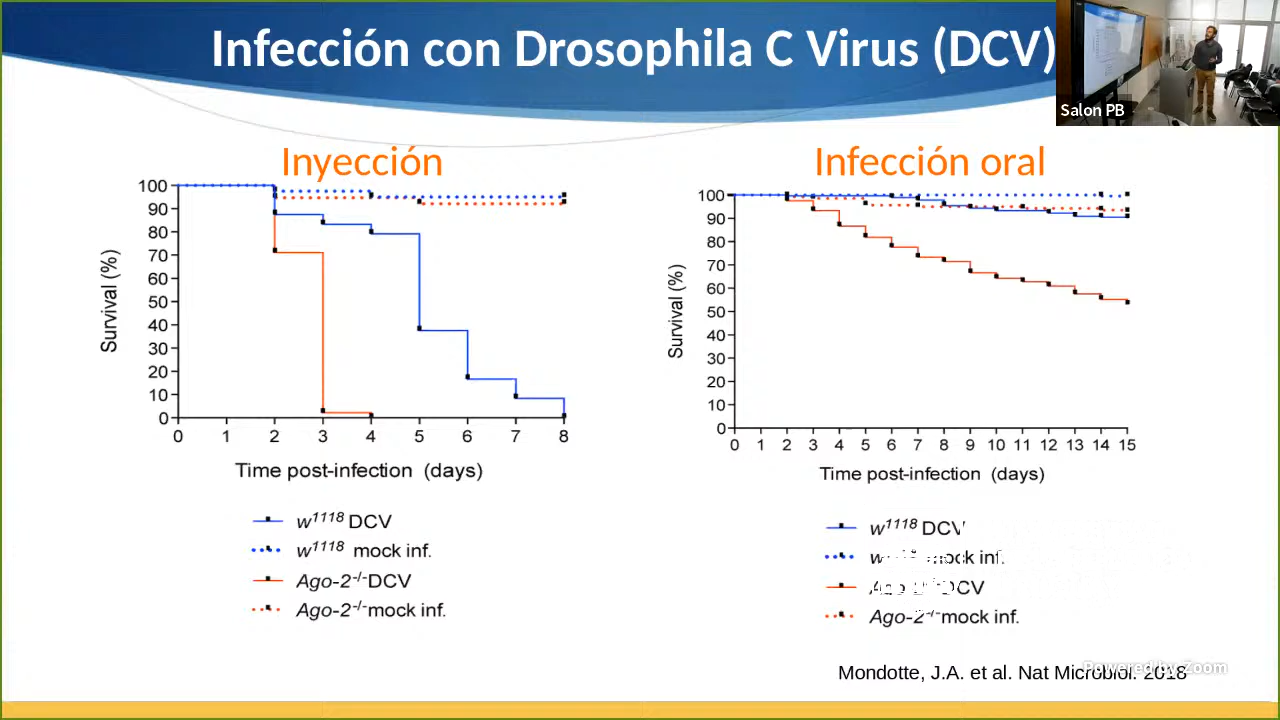 Infección con Drosophila C Virus (DCV)
Salon PB
Inyección
Infección oral
100
90
80
70
60
50
40
30
20
10
0
Survival (%)
0 1 2 3 4 5 6 7 8
Time post-infection (days)
w1118 DCV
w1118 mock inf.
Ago-2-/-DCV
Ago-2-/-mock inf.
100
90
80
70
60
50
40
30
20
10
0
Survival (%)
0 1 2 3 4 5 6 7 8 9 10 11 12 13 14 15
Time post-infection (days)
w1118 DCV
mock inf.
DCV
Ago-2-/-mock inf.
Mondotte, J.A. et al. Nat Microbiol. 2018
Powered by Zoom